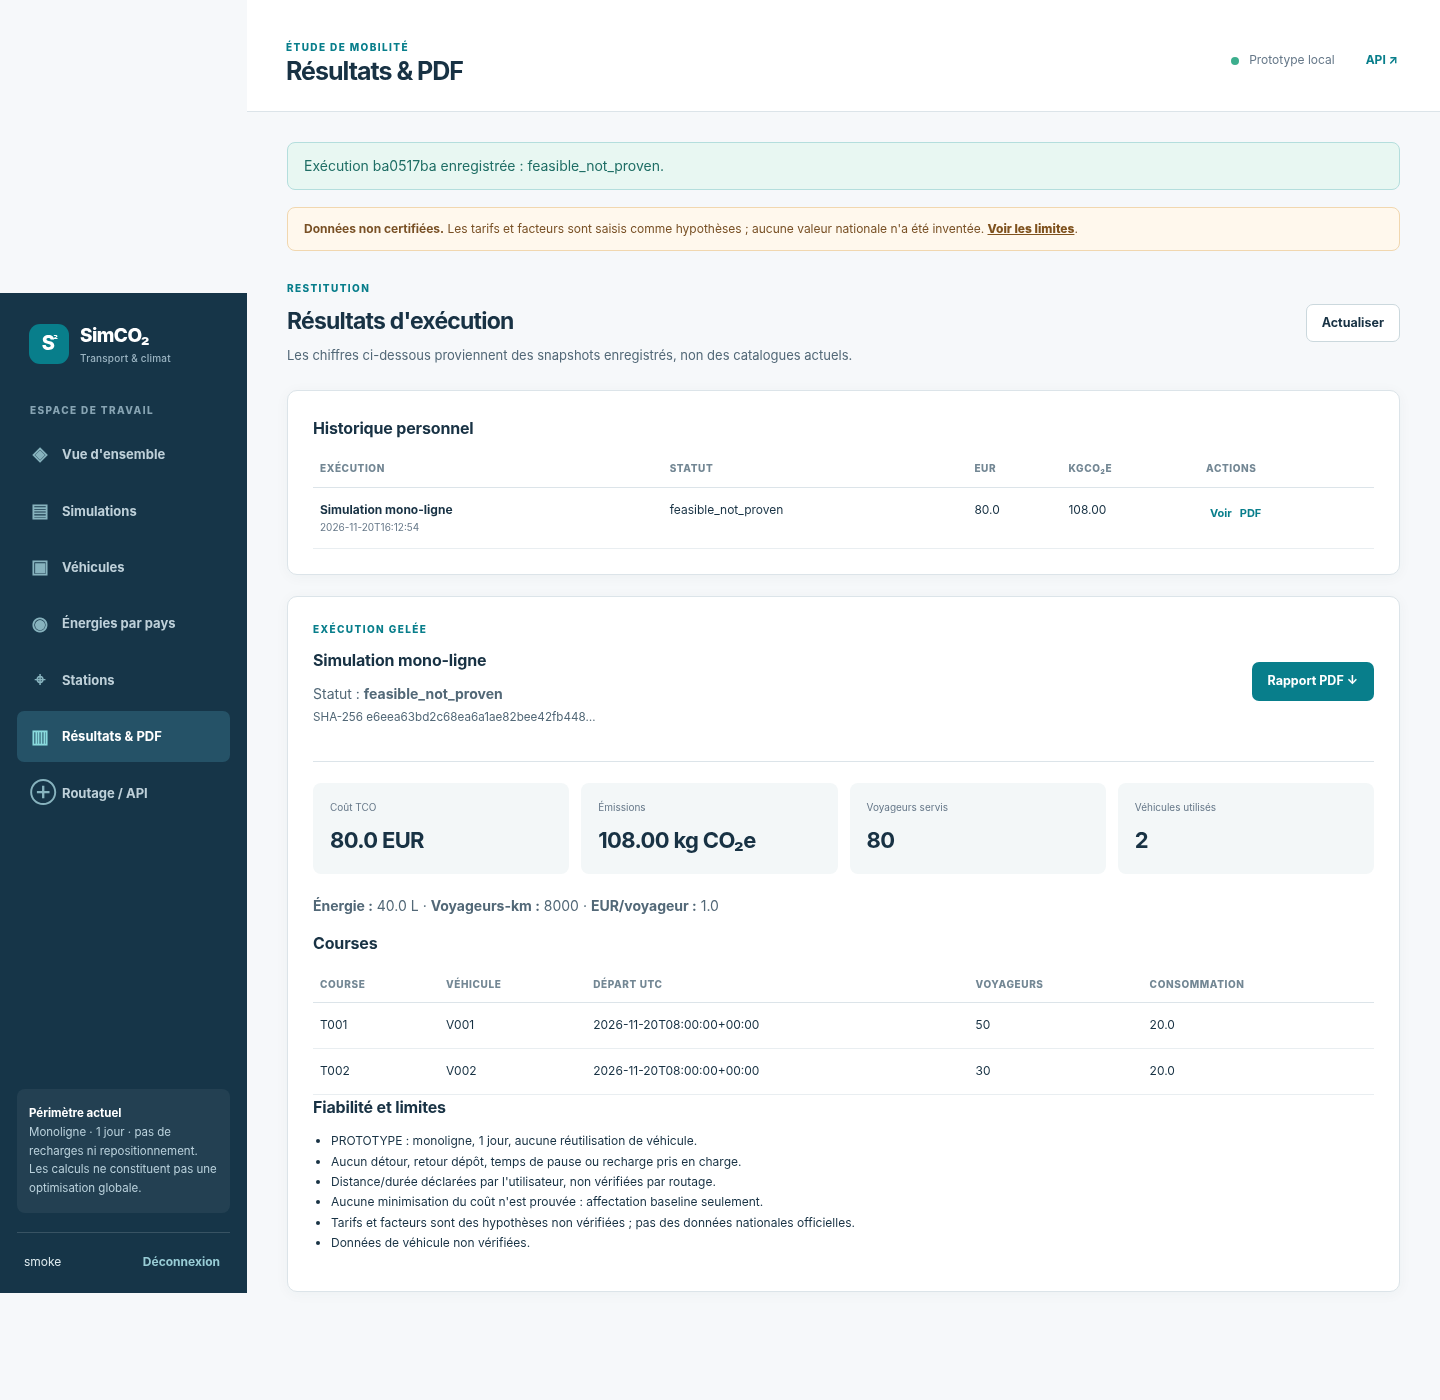 ÉTUDE DE MOBILITÉ
Résultats & PDF
Prototype local
API ↗
Exécution ba0517ba enregistrée : feasible_not_proven.
Données non certifiées. Les tarifs et facteurs sont saisis comme hypothèses ; aucune valeur nationale n'a été inventée. Voir les limites.
S²
SimCO₂
Transport & climat
ESPACE DE TRAVAIL
Vue d'ensemble
Simulations
Véhicules
Énergies par pays
Stations
Résultats & PDF
Routage / API
Périmètre actuel
Monoligne · 1 jour · pas de
recharges ni repositionnement.
Les calculs ne constituent pas une
optimisation globale.
smoke
Déconnexion
RESTITUTION
Résultats d'exécution
Actualiser
Les chiffres ci-dessous proviennent des snapshots enregistrés, non des catalogues actuels.
Historique personnel
EXÉCUTION STATUT EUR KGCO₂E ACTIONS
Simulation mono-ligne feasible_not_proven 80.0 108.00 Voir PDF
2026-11-20T16:12:54
EXÉCUTION GELÉE
Simulation mono-ligne
Statut : feasible_not_proven
SHA-256 e6eea63bd2c68ea6a1ae82bee42fb448…
Rapport PDF ↓
Coût TCO
80.0 EUR
Émissions
108.00 kg CO₂e
Voyageurs servis
80
Véhicules utilisés
2
Énergie : 40.0 L · Voyageurs-km : 8000 · EUR/voyageur : 1.0
Courses
COURSE VÉHICULE DÉPART UTC VOYAGEURS CONSOMMATION
T001 V001 2026-11-20T08:00:00+00:00 50 20.0
T002 V002 2026-11-20T08:00:00+00:00 30 20.0
Fiabilité et limites
• PROTOTYPE : monoligne, 1 jour, aucune réutilisation de véhicule.
• Aucun détour, retour dépôt, temps de pause ou recharge pris en charge.
• Distance/durée déclarées par l'utilisateur, non vérifiées par routage.
• Aucune minimisation du coût n'est prouvée : affectation baseline seulement.
• Tarifs et facteurs sont des hypothèses non vérifiées ; pas des données nationales officielles.
• Données de véhicule non vérifiées.